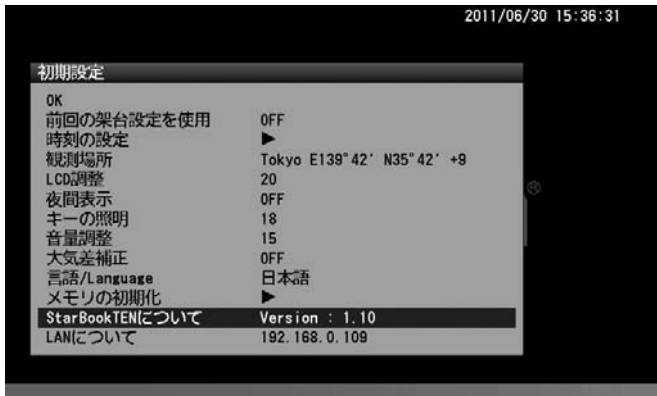 2011/06/30 15:36:31
初期設定
OK
前回の架台設定を使用 OFF
時刻の設定 ▶
観測場所 Tokyo E139°42′ N35°42′ +9
LCD調整 20
夜間表示 OFF
キーの照明 18
音量調整 15
大気差補正 OFF
言語/Language 日本語
メモリの初期化 ▶
StarBookTENについて Version : 1.10
LANについて 192.168.0.109
®